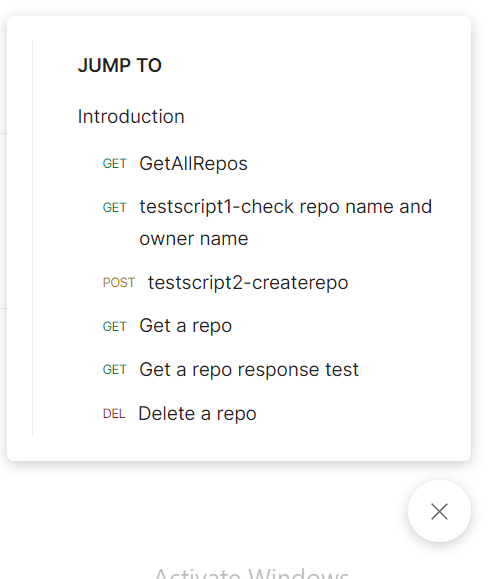 JUMP TO
Introduction
GET GetAllRepos
GET testscript1-check repo name and
owner name
POST testscript2-createrepo
GET Get a repo
GET Get a repo response test
DEL Delete a repo
Activate Windows